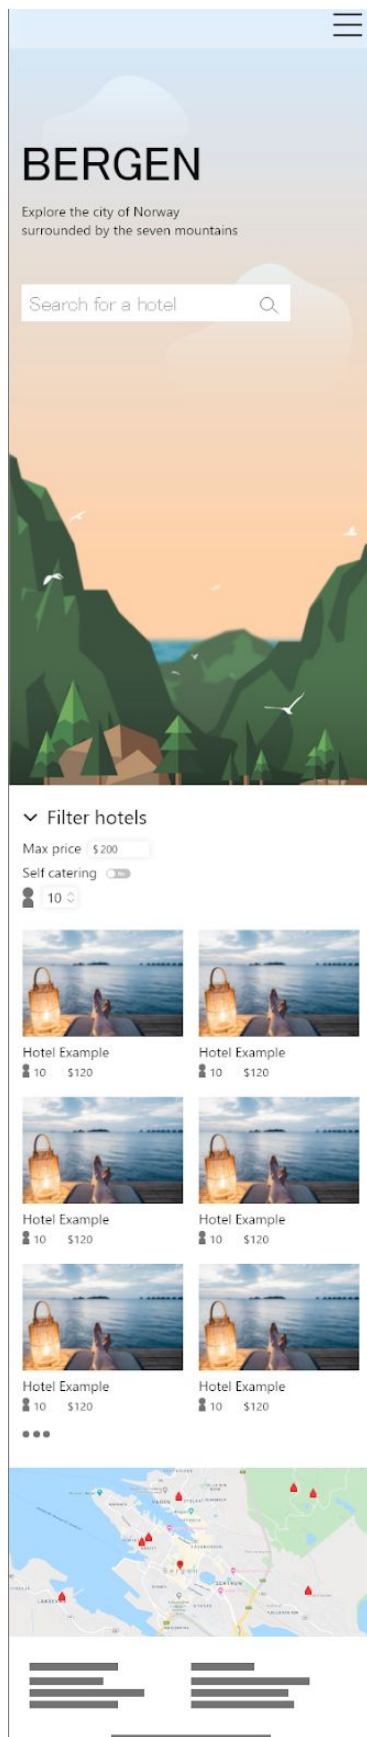 BERGEN
Explore the city of Norway
surrounded by the seven mountains
Search for a hotel
Filter hotels
Max price $200
Self catering
10
Hotel Example
10 $120
Hotel Example
10 $120
Hotel Example
10 $120
Hotel Example
10 $120
Hotel Example
10 $120
Hotel Example
10 $120
Bergen